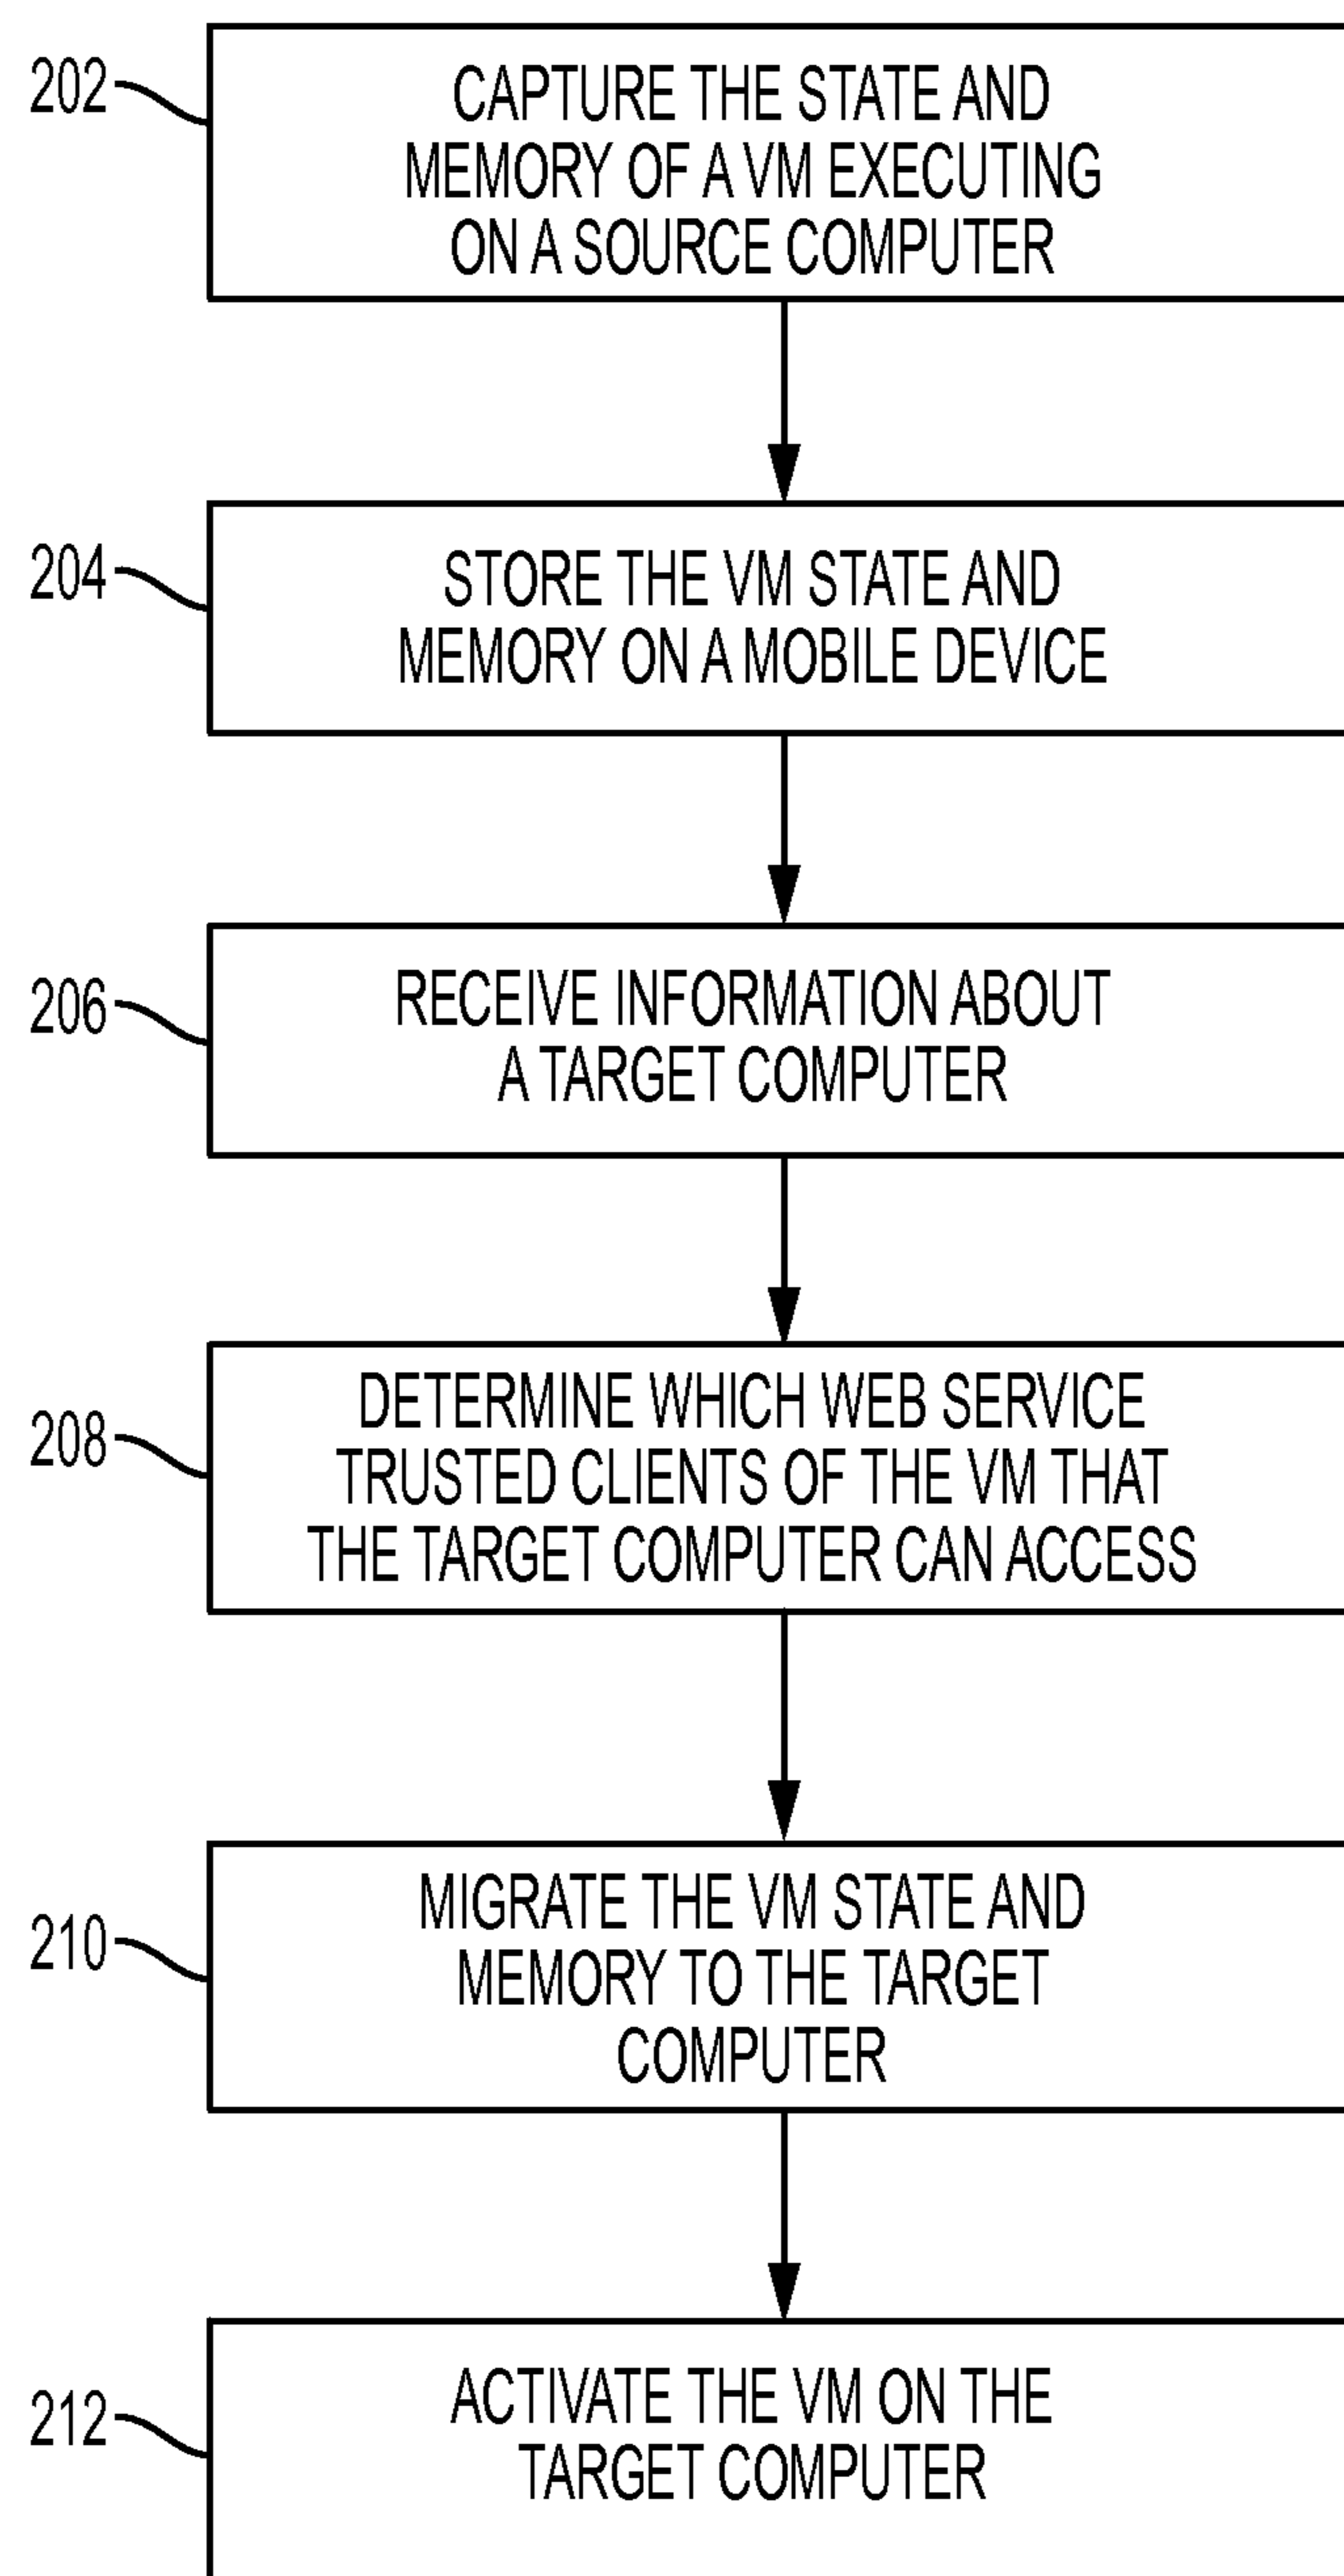 202
CAPTURE THE STATE AND
MEMORY OF A VM EXECUTING
ON A SOURCE COMPUTER
204
STORE THE VM STATE AND
MEMORY ON A MOBILE DEVICE
206
RECEIVE INFORMATION ABOUT
A TARGET COMPUTER
208
DETERMINE WHICH WEB SERVICE
TRUSTED CLIENTS OF THE VM THAT
THE TARGET COMPUTER CAN ACCESS
210
MIGRATE THE VM STATE AND
MEMORY TO THE TARGET
COMPUTER
212
ACTIVATE THE VM ON THE
TARGET COMPUTER